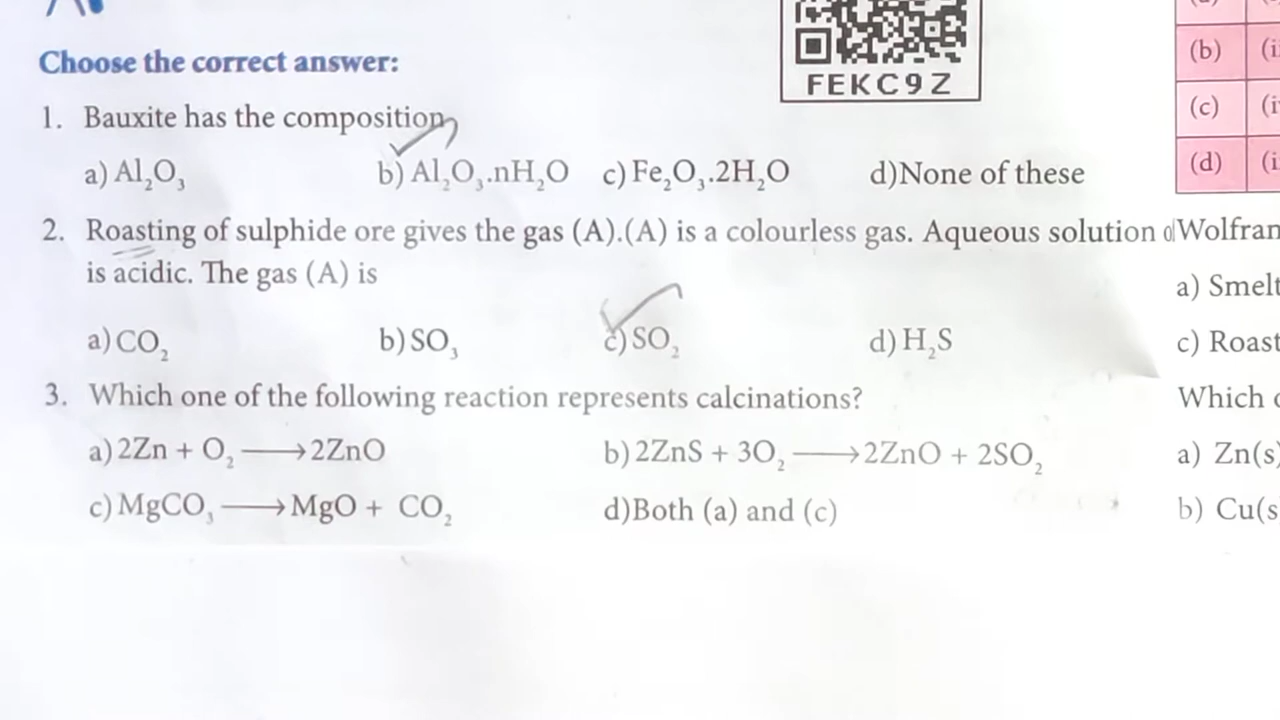 FEKC9Z
Choose the correct answer:
1. Bauxite has the composition
a) Al₂O₃ b) Al₂O₃.nH₂O c) Fe₂O₃.2H₂O d)None of these
2. Roasting of sulphide ore gives the gas (A).(A) is a colourless gas. Aqueous solution
is acidic. The gas (A) is
a) CO₂ b) SO₃ c) SO₂ d) H₂S
3. Which one of the following reaction represents calcinations?
a) 2Zn + O₂ ⟶ 2ZnO b) 2ZnS + 3O₂ ⟶ 2ZnO + 2SO₂
c) MgCO₃ ⟶ MgO + CO₂ d)Both (a) and (c)
(b)
(c)
(d)
a)
c)
Which
a) Zn(s)
b) Cu(s